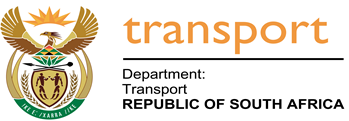 transport
Department:
Transport
REPUBLIC OF SOUTH AFRICA